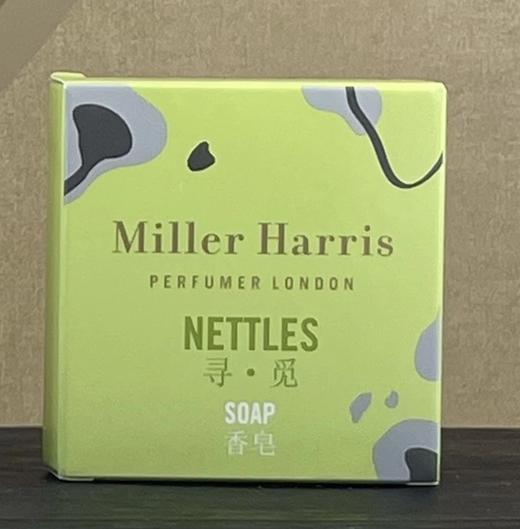 Miller Harris
PERFUMER LONDON
NETTLES
寻·觅
SOAP
香皂